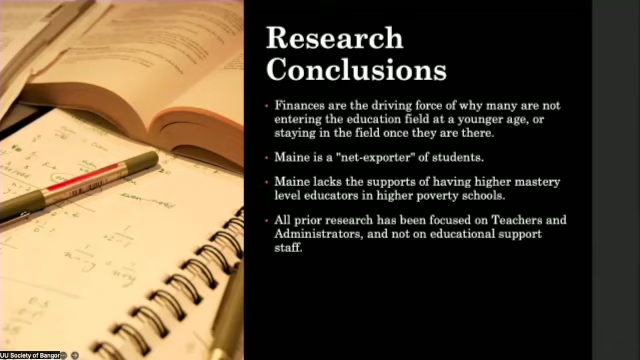 Research
Conclusions
• Finances are the driving force of why many are not
entering the education field at a younger age, or
staying in the field once they are there.
• Maine is a "net-exporter" of students.
• Maine lacks the supports of having higher mastery
level educators in higher poverty schools.
• All prior research has been focused on Teachers and
Administrators, and not on educational support
staff.
UU Society of Bangor